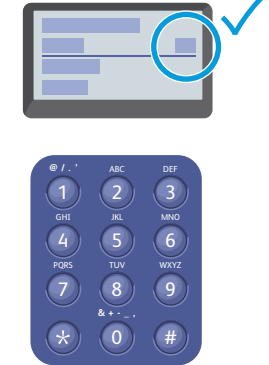 @ / . ' ABC DEF
1 2 3
GHI JKL MNO
4 5 6
PQRS TUV WXYZ
7 8 9
& + - _ ,
* 0 #